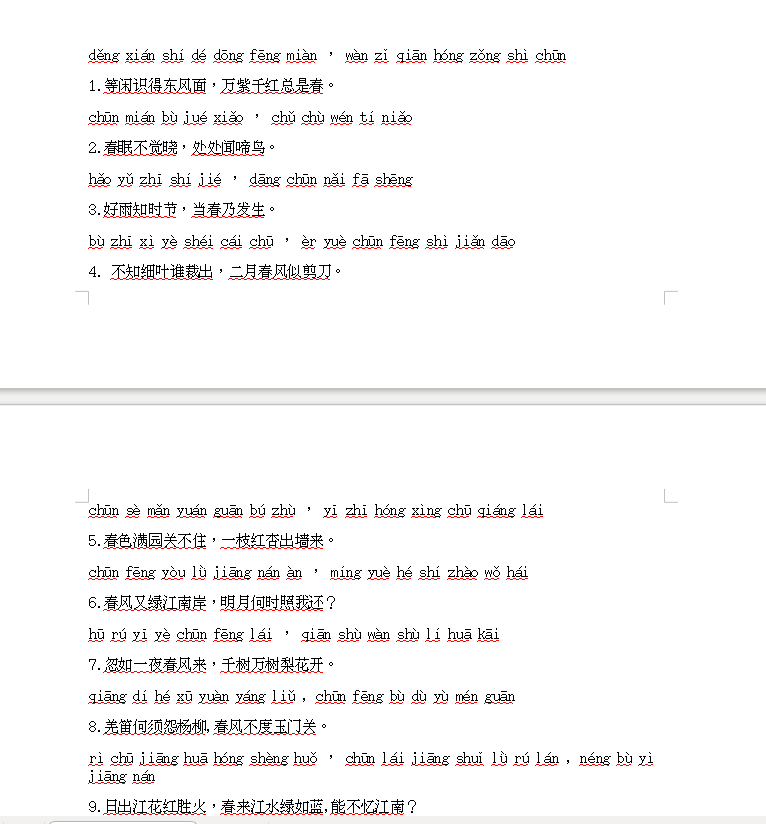 děng xián shí dé dōng fēng miàn ， wàn zǐ qiān hóng zǒng shì chūn
1.等闲识得东风面，万紫千红总是春。
chūn mián bù jué xiǎo ， chǔ chù wén tí niǎo
2.春眠不觉晓，处处闻啼鸟。
hǎo yǔ zhī shí jié ， dāng chūn nǎi fā shēng
3.好雨知时节，当春乃发生。
bù zhī xì yè shéi cái chū ， èr yuè chūn fēng shì jiǎn dāo
4. 不知细叶谁裁出，二月春风似剪刀。
chūn sè mǎn yuán guān bú zhù ， yī zhī hóng xìng chū qiáng lái
5.春色满园关不住，一枝红杏出墙来。
chūn fēng yòu lǜ jiāng nán àn ， míng yuè hé shí zhào wǒ hái
6.春风又绿江南岸，明月何时照我还？
hū rú yī yè chūn fēng lái ， qiān shù wàn shù lí huā kāi
7.忽如一夜春风来，千树万树梨花开。
qiāng dí hé xū yuàn yáng liǔ , chūn fēng bù dù yù mén guān
8.羌笛何须怨杨柳,春风不度玉门关。
rì chū jiāng huā hóng shèng huǒ ， chūn lái jiāng shuǐ lǜ rú lán , néng bù yì
jiāng nán
9.日出江花红胜火，春来江水绿如蓝,能不忆江南？